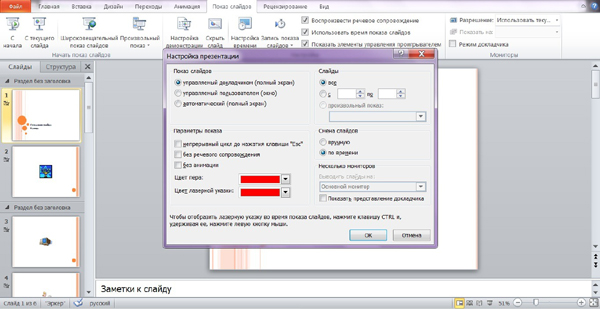 Файл Главная Вставка Дизайн Переходы Анимация Показ слайдов Рецензирование Вид
С начала С текущего слайда Широковещательный показ слайдов Произвольный показ Настройка демонстрации Скрыть слайд Настройка времени Запись показа слайдов
Воспроизвести речевое сопровождение
Использовать время показа слайдов
Показать элементы управления проигрывателем
Разрешение: Использовать теку...
Показать на:
Режим докладчика
Начать показ слайдов
Мониторы
Слайды Структура
Раздел без заголовка
1
Раздел без заголовка
2
Раздел без заголовка
3
Раздел без заголовка
4
Настройка презентации
Показ слайдов
управляемый докладчиком (полный экран)
управляемый пользователем (окно)
автоматический (полный экран)
Слайды
все
с по
произвольный показ:
Параметры показа
непрерывный цикл до нажатия клавиши "Esc"
без речевого сопровождения
без анимации
Цвет пера:
Цвет лазерной указки:
Смена слайдов
вручную
по времени
Несколько мониторов
Выводить слайды на:
Основной монитор
Показать представление докладчика
Чтобы отобразить лазерную указку во время показа слайдов, нажмите клавишу CTRL и,
удерживая ее, нажмите левую кнопку мыши.
ОК Отмена
Заметки к слайду
Слайд 1 из 6 "Эркер" русский 51%